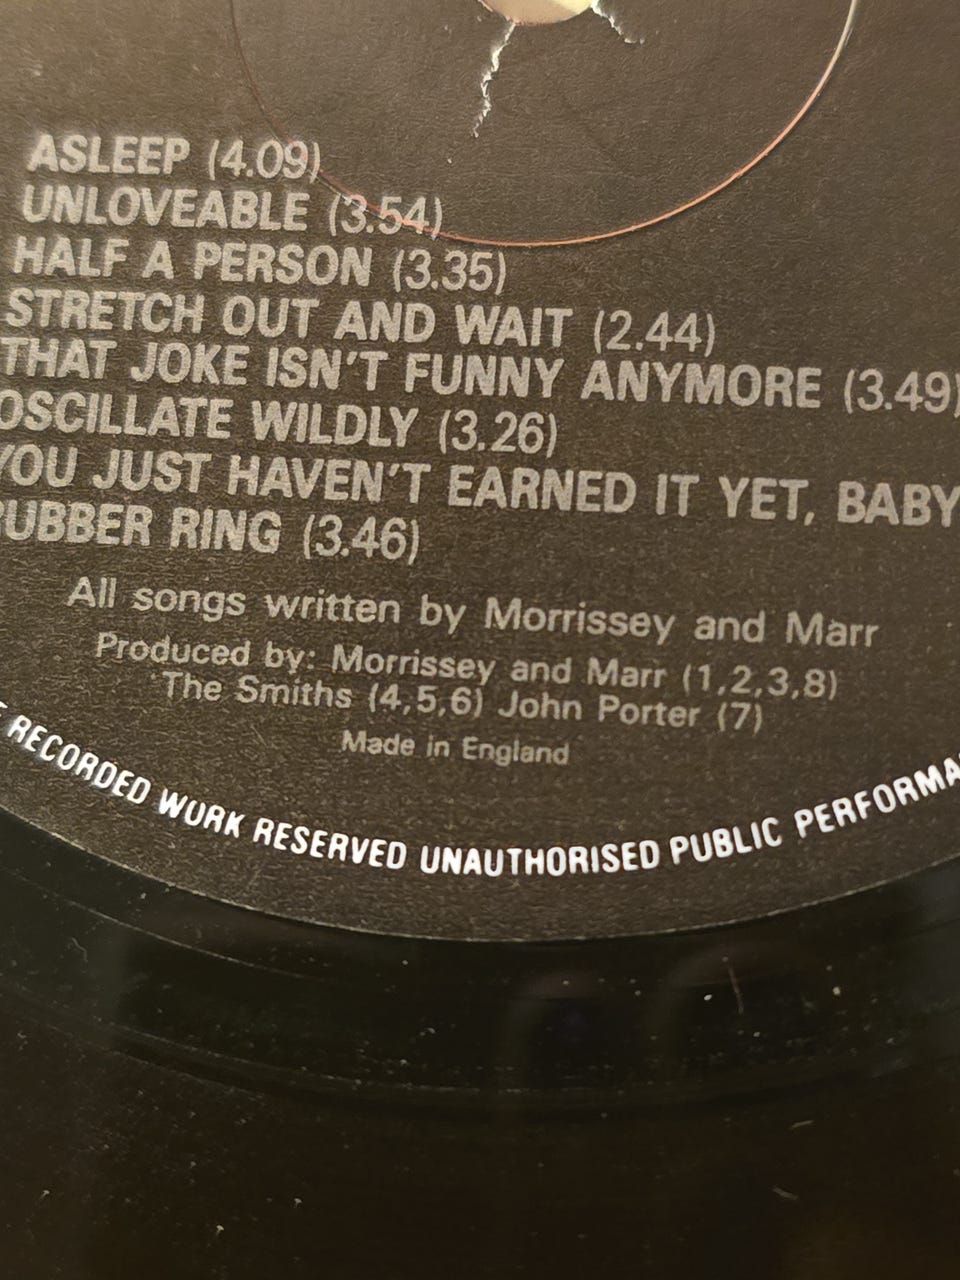 ASLEEP (4.09)
UNLOVEABLE (3.54)
HALF A PERSON (3.35)
STRETCH OUT AND WAIT (2.44)
THAT JOKE ISN'T FUNNY ANYMORE (3.49)
OSCILLATE WILDLY (3.26)
YOU JUST HAVEN'T EARNED IT YET, BABY
RUBBER RING (3.46)
All songs written by Morrissey and Marr
Produced by: Morrissey and Marr (1,2,3,8)
The Smiths (4,5,6) John Porter (7)
Made in England
RECORDED WORK RESERVED UNAUTHORISED PUBLIC PERFORMA